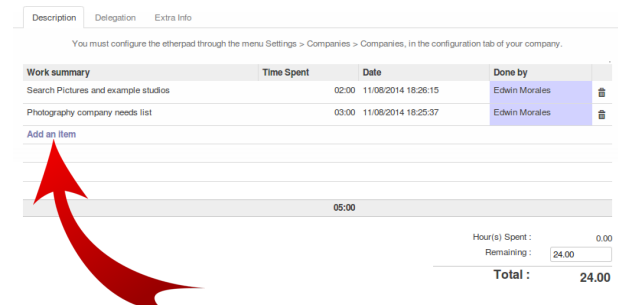 Description Delegation Extra Info
You must configure the etherpad through the menu Settings > Companies > Companies, in the configuration tab of your company.
Work summary Time Spent Date Done by
Search Pictures and example studios 02:00 11/08/2014 18:26:15 Edwin Morales
Photography company needs list 03:00 11/08/2014 18:25:37 Edwin Morales
Add an item
05:00
Hour(s) Spent : 0.00
Remaining : 24.00
Total : 24.00